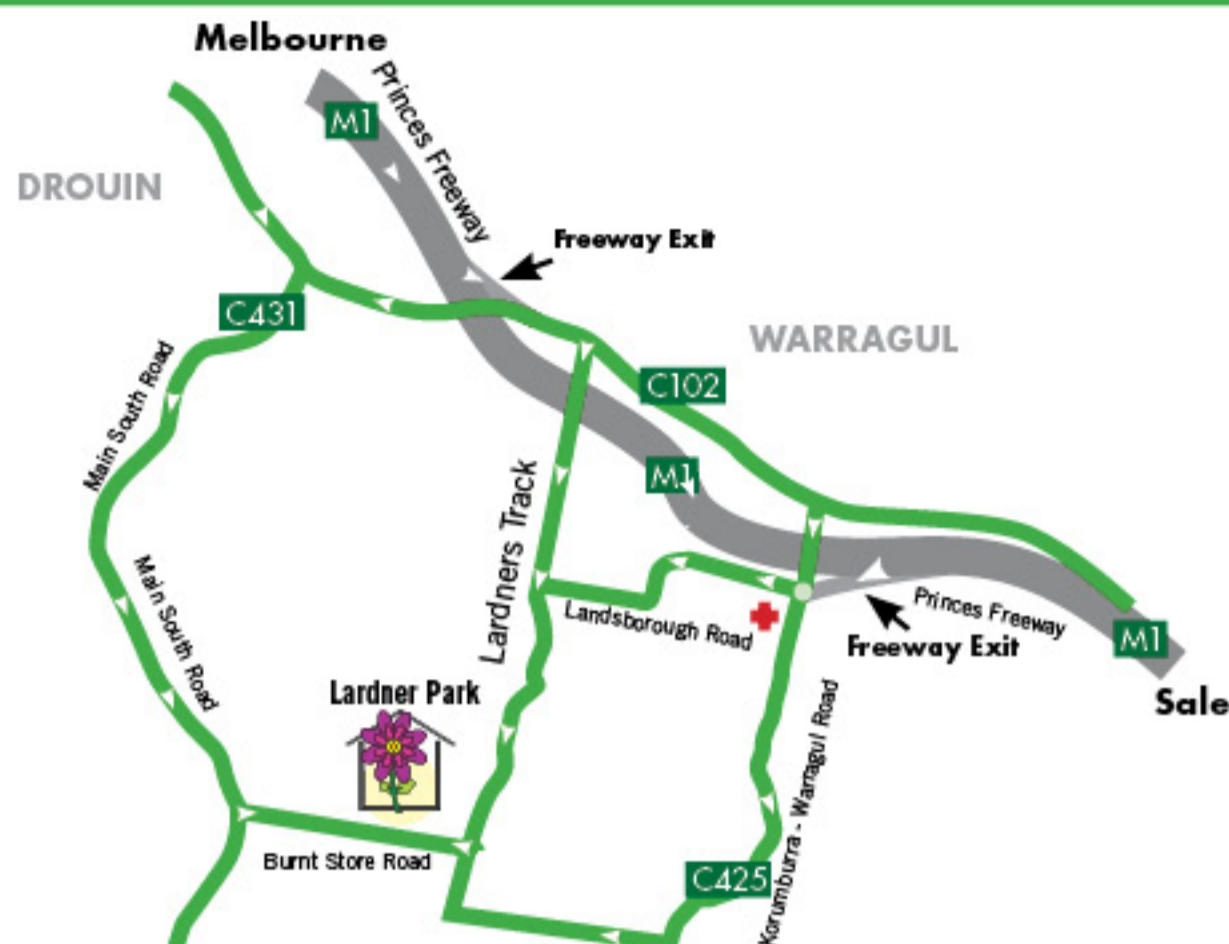 Melbourne
Princes Freeway
M1
DROUIN
Freeway Exit
C431
WARRAGUL
C102
Main South Road
M1
Lardners Track
Landsborough Road
Princes Freeway
Freeway Exit
M1
Main South Road
Sale
Lardner Park
Korumburra - Warragul Road
Burnt Store Road
C425